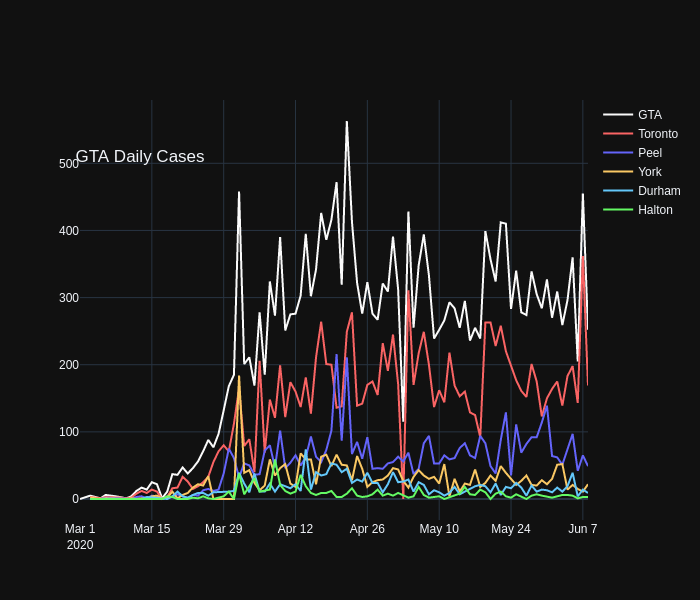 GTA Daily Cases
500
400
300
200
100
0
Mar 1
2020
Mar 15
Mar 29
Apr 12
Apr 26
May 10
May 24
Jun 7
GTA
Toronto
Peel
York
Durham
Halton